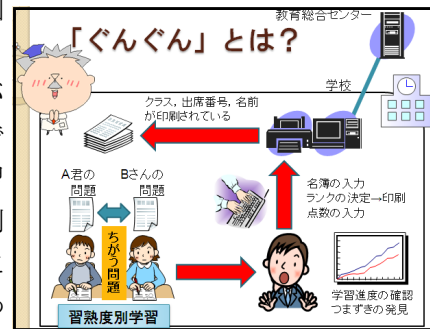 教育総合センター
「ぐんぐん」とは？
学校
クラス，出席番号，名前
が印刷されている
A君の
問題
Bさんの
問題
名簿の入力
ランクの決定→印刷
点数の入力
ちがう問題
学習進度の確認
つまずきの発見
習熟度別学習